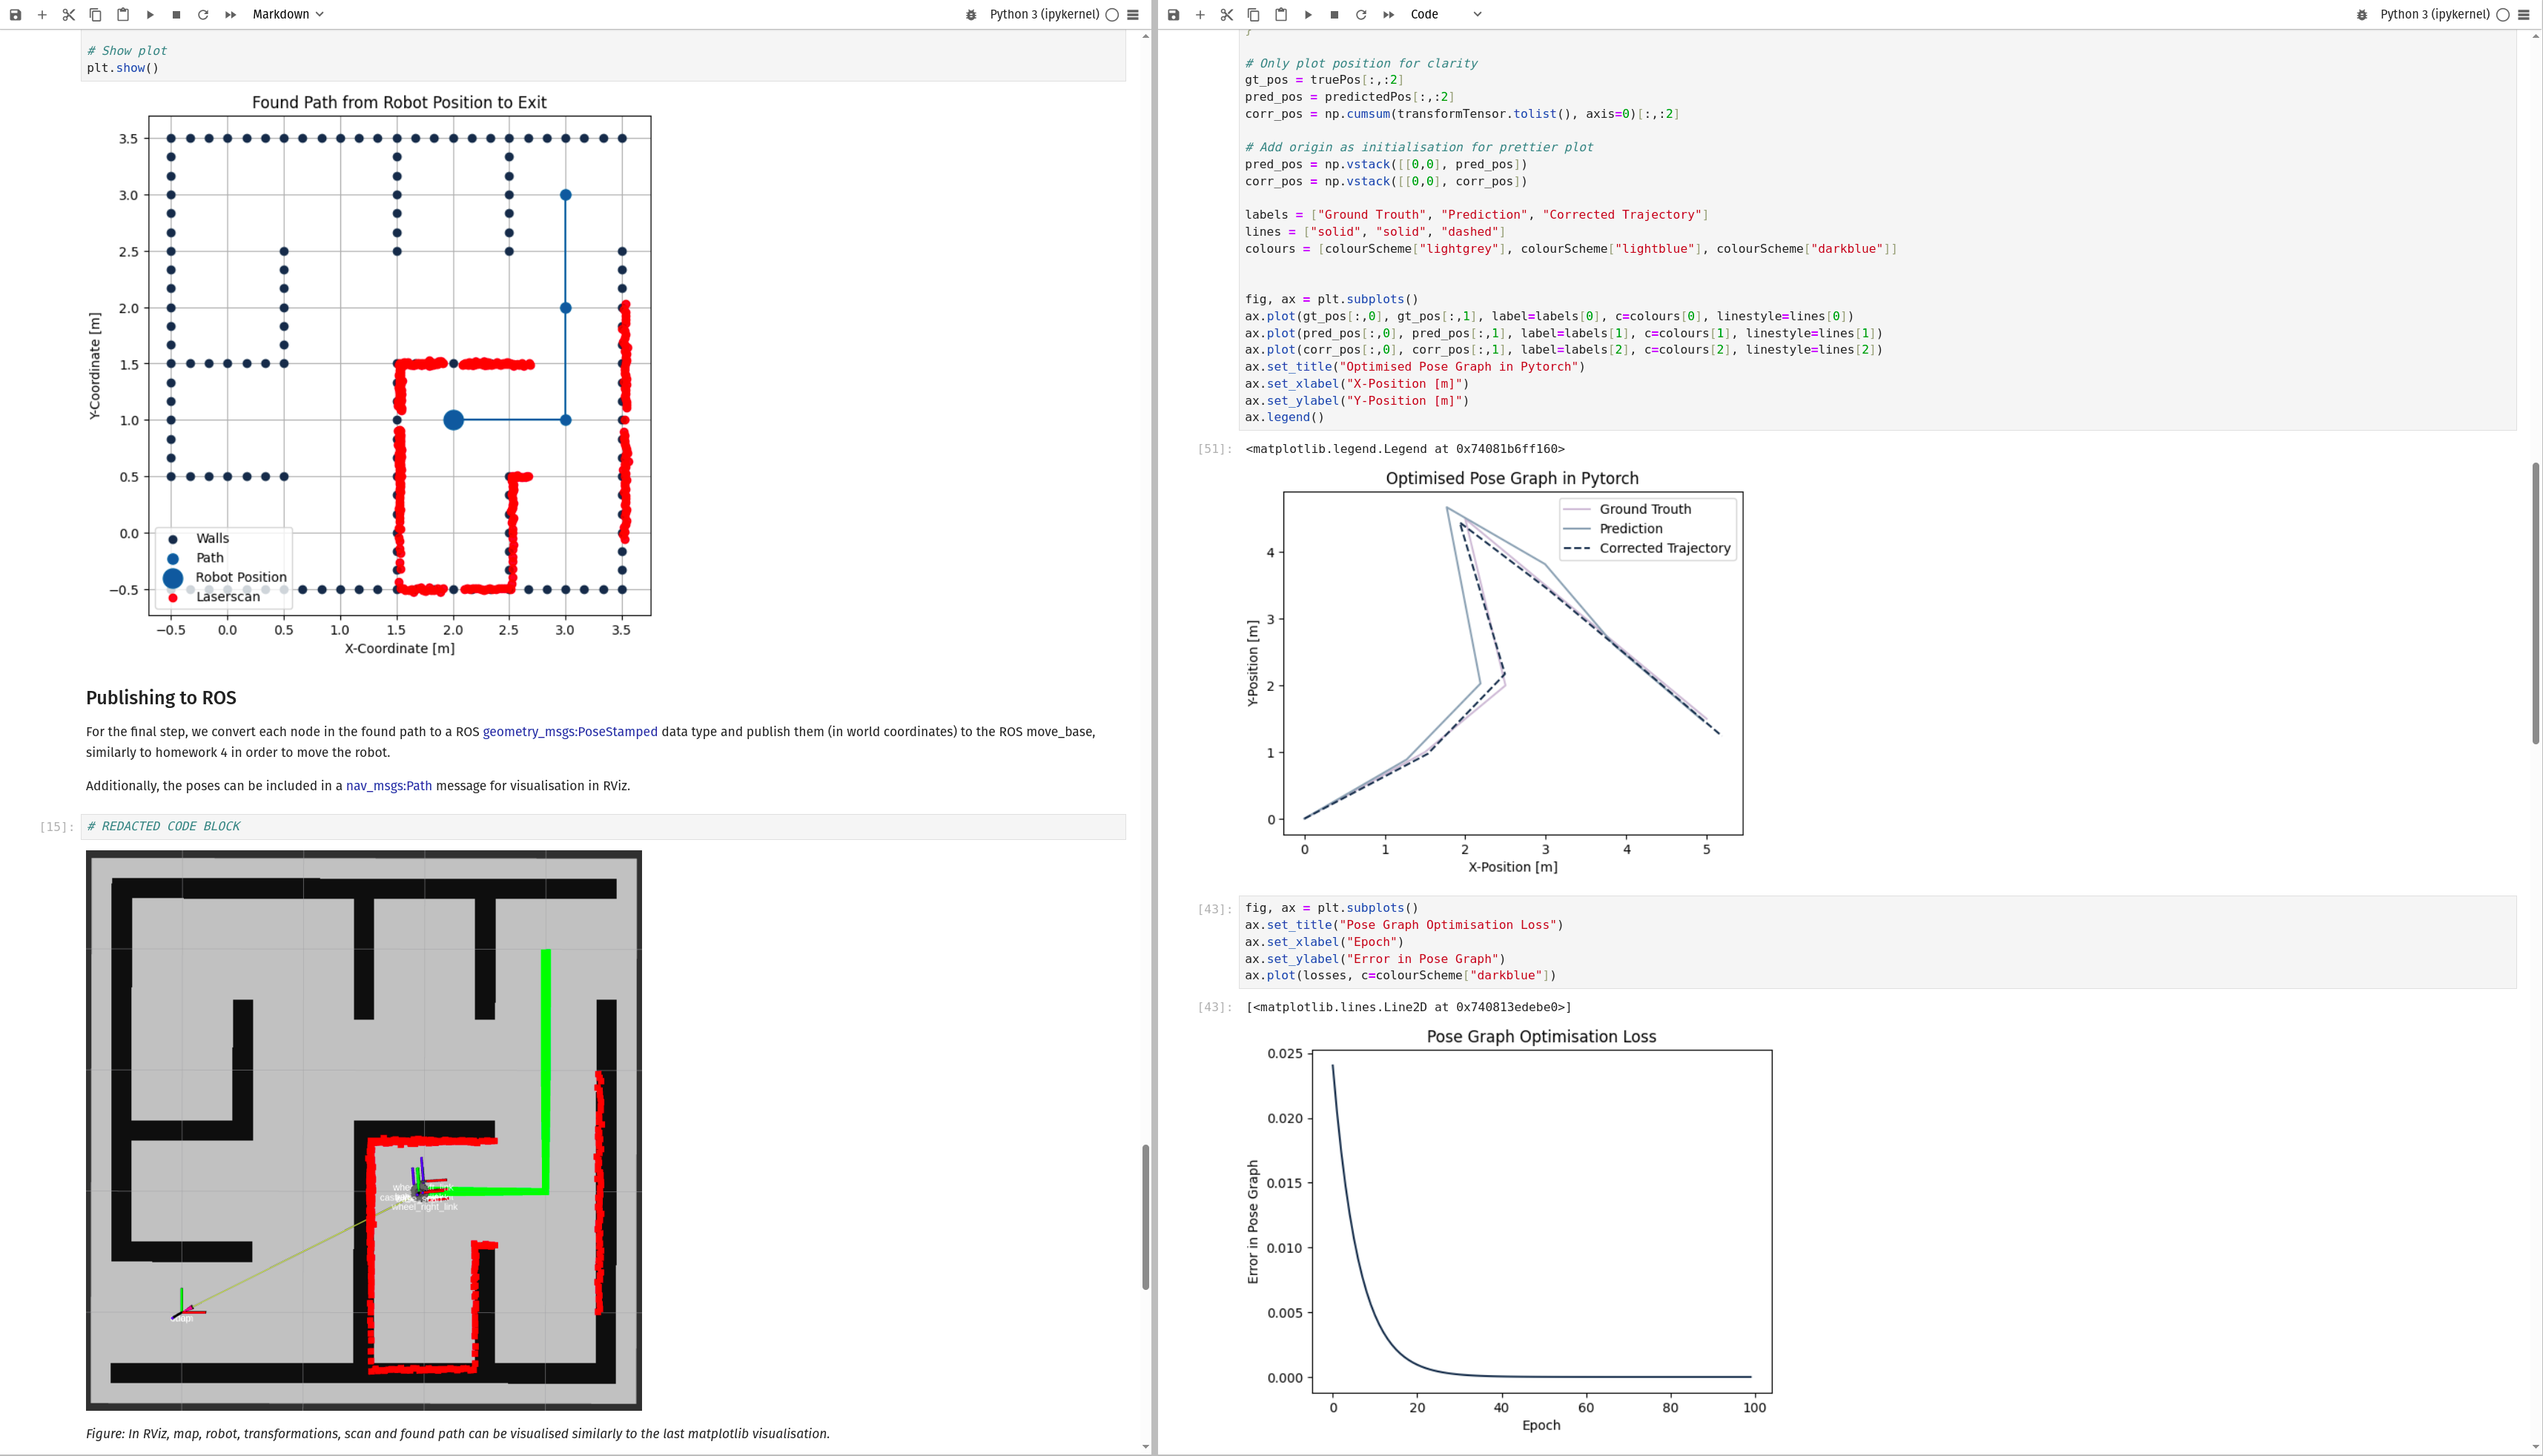 Markdown
Python 3 (ipykernel)
# Show plot
plt.show()
Found Path from Robot Position to Exit
3.5
3.0
2.5
2.0
1.5
1.0
0.5
0.0
−0.5
Y-Coordinate [m]
Walls
Path
Robot Position
Laserscan
−0.5 0.0 0.5 1.0 1.5 2.0 2.5 3.0 3.5
X-Coordinate [m]
Publishing to ROS
For the final step, we convert each node in the found path to a ROS geometry_msgs:PoseStamped data type and publish them (in world coordinates) to the ROS move_base,
similarly to homework 4 in order to move the robot.
Additionally, the poses can be included in a nav_msgs:Path message for visualisation in RViz.
[15]: # REDACTED CODE BLOCK
wheel_right_link
Figure: In RViz, map, robot, transformations, scan and found path can be visualised similarly to the last matplotlib visualisation.
Code
Python 3 (ipykernel)
}
# Only plot position for clarity
gt_pos = truePos[:,:2]
pred_pos = predictedPos[:,:2]
corr_pos = np.cumsum(transformTensor.tolist(), axis=0)[:,:2]
# Add origin as initialisation for prettier plot
pred_pos = np.vstack([[0,0], pred_pos])
corr_pos = np.vstack([[0,0], corr_pos])
labels = ["Ground Trouth", "Prediction", "Corrected Trajectory"]
lines = ["solid", "solid", "dashed"]
colours = [colourScheme["lightgrey"], colourScheme["lightblue"], colourScheme["darkblue"]]
fig, ax = plt.subplots()
ax.plot(gt_pos[:,0], gt_pos[:,1], label=labels[0], c=colours[0], linestyle=lines[0])
ax.plot(pred_pos[:,0], pred_pos[:,1], label=labels[1], c=colours[1], linestyle=lines[1])
ax.plot(corr_pos[:,0], corr_pos[:,1], label=labels[2], c=colours[2], linestyle=lines[2])
ax.set_title("Optimised Pose Graph in Pytorch")
ax.set_xlabel("X-Position [m]")
ax.set_ylabel("Y-Position [m]")
ax.legend()
[51]: <matplotlib.legend.Legend at 0x74081b6ff160>
Optimised Pose Graph in Pytorch
Ground Trouth
Prediction
Corrected Trajectory
4
3
2
1
0
Y-Position [m]
0 1 2 3 4 5
X-Position [m]
[43]: fig, ax = plt.subplots()
ax.set_title("Pose Graph Optimisation Loss")
ax.set_xlabel("Epoch")
ax.set_ylabel("Error in Pose Graph")
ax.plot(losses, c=colourScheme["darkblue"])
[43]: [<matplotlib.lines.Line2D at 0x740813edebe0>]
Pose Graph Optimisation Loss
0.025
0.020
0.015
0.010
0.005
0.000
Error in Pose Graph
0 20 40 60 80 100
Epoch